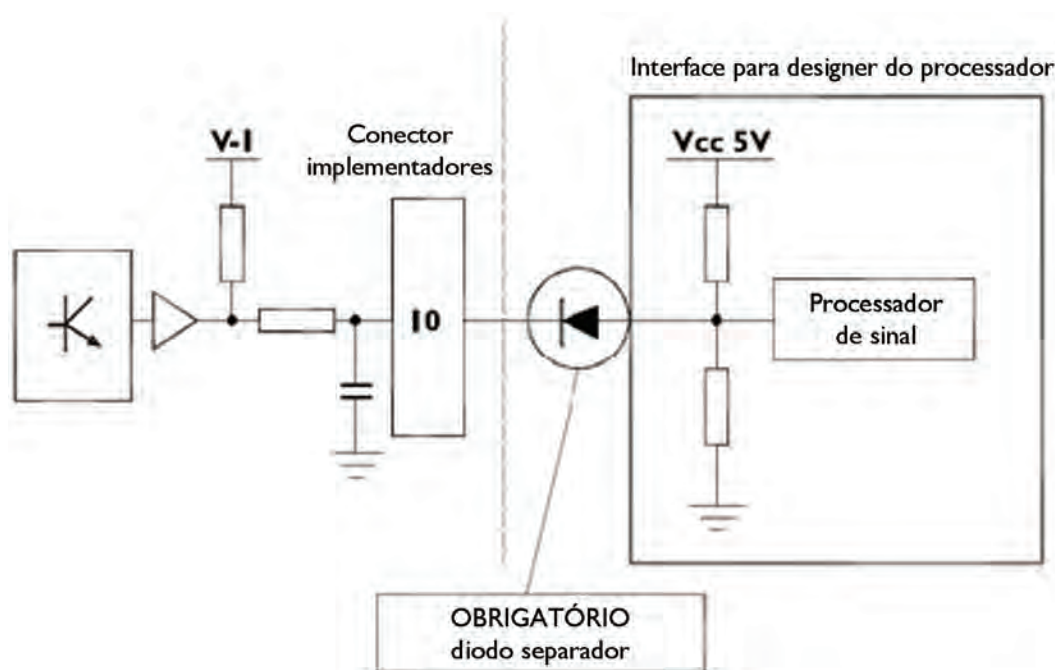 Interface para designer do processador
V-1
Conector
implementadores
Vcc 5V
10
Processador
de sinal
OBRIGATÓRIO
diodo separador